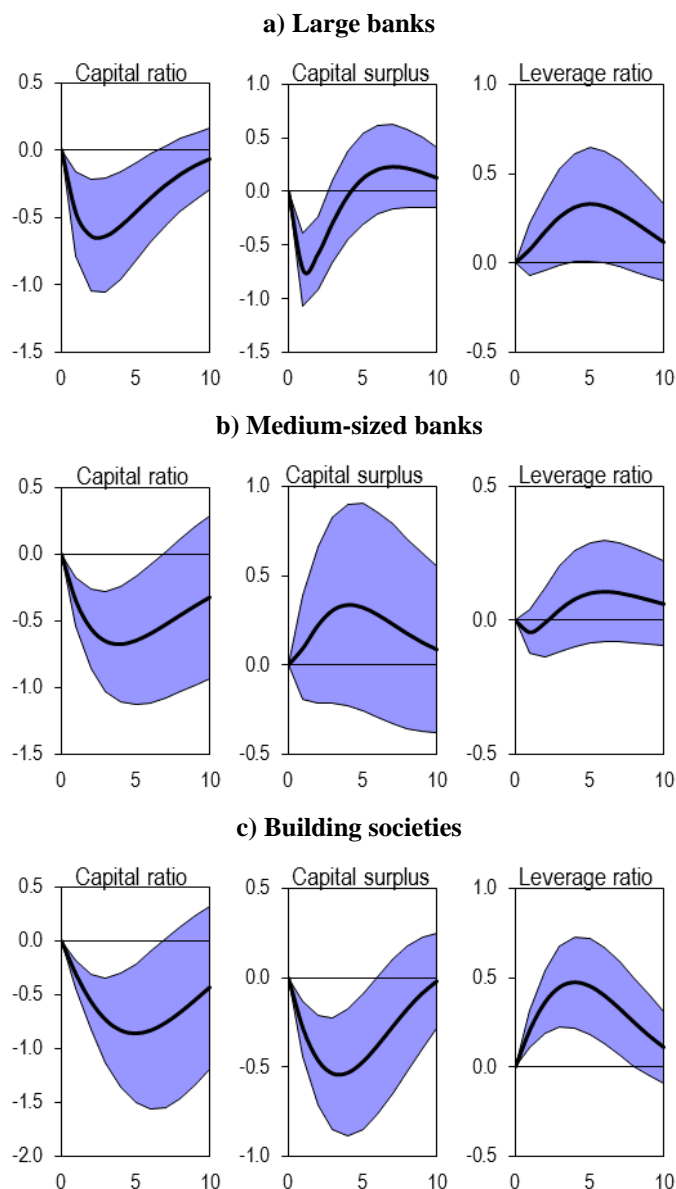 a) Large banks
Capital ratio Capital surplus Leverage ratio
0.5 1.0 1.0
0.5
0.0 0.5
0.0
-0.5
-0.5 0.0
-1.0
-1.0
-1.5 -1.5 -0.5
0 5 10 0 5 10 0 5 10
b) Medium-sized banks
Capital ratio Capital surplus Leverage ratio
0.5 1.0 0.5
0.0
0.5
-0.5 0.0
0.0
-1.0
-1.5 -0.5 -0.5
0 5 10 0 5 10 0 5 10
c) Building societies
Capital ratio Capital surplus Leverage ratio
0.5 0.5 1.0
0.0
0.0 0.5
-0.5
-1.0
-0.5 0.0
-1.5
-2.0 -1.0 -0.5
0 5 10 0 5 10 0 5 10